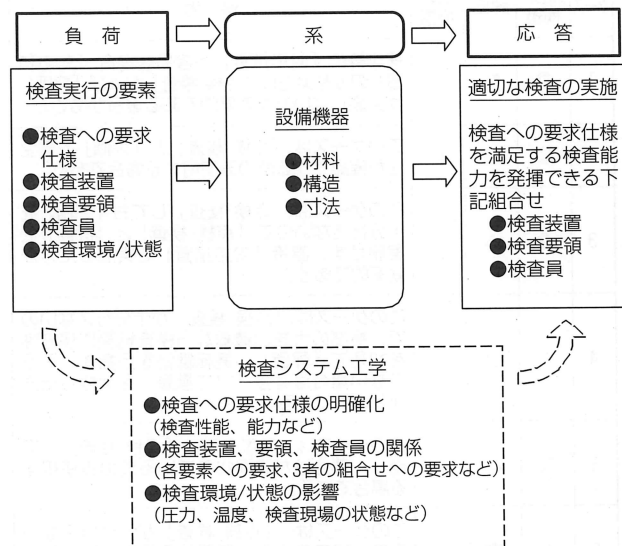 負 荷
系
応 答
検査実行の要素
●検査への要求
仕様
●検査装置
●検査要領
●検査員
●検査環境/状態
設備機器
●材料
●構造
●寸法
適切な検査の実施
検査への要求仕様
を満足する検査能
力を発揮できる下
記組合せ
●検査装置
●検査要領
●検査員
検査システム工学
●検査への要求仕様の明確化
(検査性能、能力など)
●検査装置、要領、検査員の関係
(各要素への要求、3者の組合せへの要求など)
●検査環境/状態の影響
(圧力、温度、検査現場の状態など)